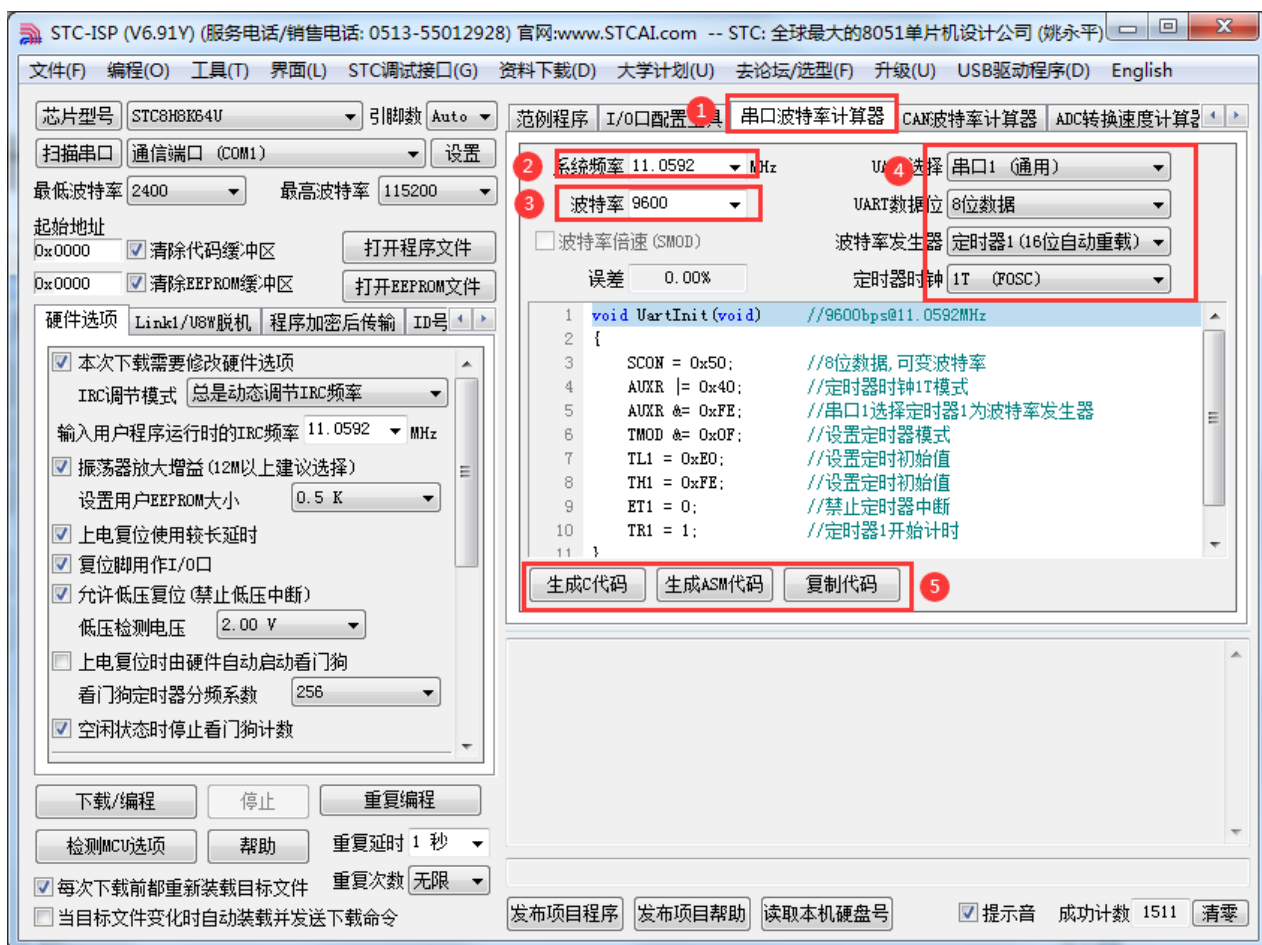 STC-ISP (V6.91Y) (服务电话/销售电话: 0513-55012928) 官网:www.STCAI.com -- STC: 全球最大的8051单片机设计公司 (姚永平)
文件(F) 编程(O) 工具(T) 界面(L) STC调试接口(G) 资料下载(D) 大学计划(U) 去论坛/选型(F) 升级(U) USB驱动程序(D) English
芯片型号 STC8H8K64U 引脚数 Auto
扫描串口 通信端口 (COM1) 设置
最低波特率 2400 最高波特率 115200
起始地址
0x0000 清除代码缓冲区 打开程序文件
0x0000 清除EEPROM缓冲区 打开EEPROM文件
硬件选项 Link1/U8W脱机 程序加密后传输 ID号
本次下载需要修改硬件选项
IRC调节模式 总是动态调节IRC频率
输入用户程序运行时的IRC频率 11.0592 MHz
振荡器放大增益(12M以上建议选择)
设置用户EEPROM大小 0.5 K
上电复位使用较长延时
复位脚用作I/O口
允许低压复位(禁止低压中断)
低压检测电压 2.00 V
上电复位时由硬件自动启动看门狗
看门狗定时器分频系数 256
空闲状态时停止看门狗计数
下载/编程 停止 重复编程
检测MCU选项 帮助 重复延时 1 秒
每次下载前都重新装载目标文件 重复次数 无限
当目标文件变化时自动装载并发送下载命令
范例程序 I/O口配置工具 1 串口波特率计算器 CAN波特率计算器 ADC转换速度计算器
2 系统频率 11.0592 MHz 4 选择 串口1 (通用)
3 波特率 9600 UART数据位 8位数据
波特率倍速(SMOD) 波特率发生器 定时器1(16位自动重载)
误差 0.00% 定时器时钟 1T (FOSC)
1 void UartInit(void) //9600bps@11.0592MHz
2 {
3 SCON = 0x50; //8位数据,可变波特率
4 AUXR |= 0x40; //定时器时钟1T模式
5 AUXR &= 0xFE; //串口1选择定时器1为波特率发生器
6 TMOD &= 0x0F; //设置定时器模式
7 TL1 = 0xE0; //设置定时初始值
8 TH1 = 0xFE; //设置定时初始值
9 ET1 = 0; //禁止定时器中断
10 TR1 = 1; //定时器1开始计时
11 }
生成C代码 生成ASM代码 复制代码 5
发布项目程序 发布项目帮助 读取本机硬盘号 提示音 成功计数 1511 清零